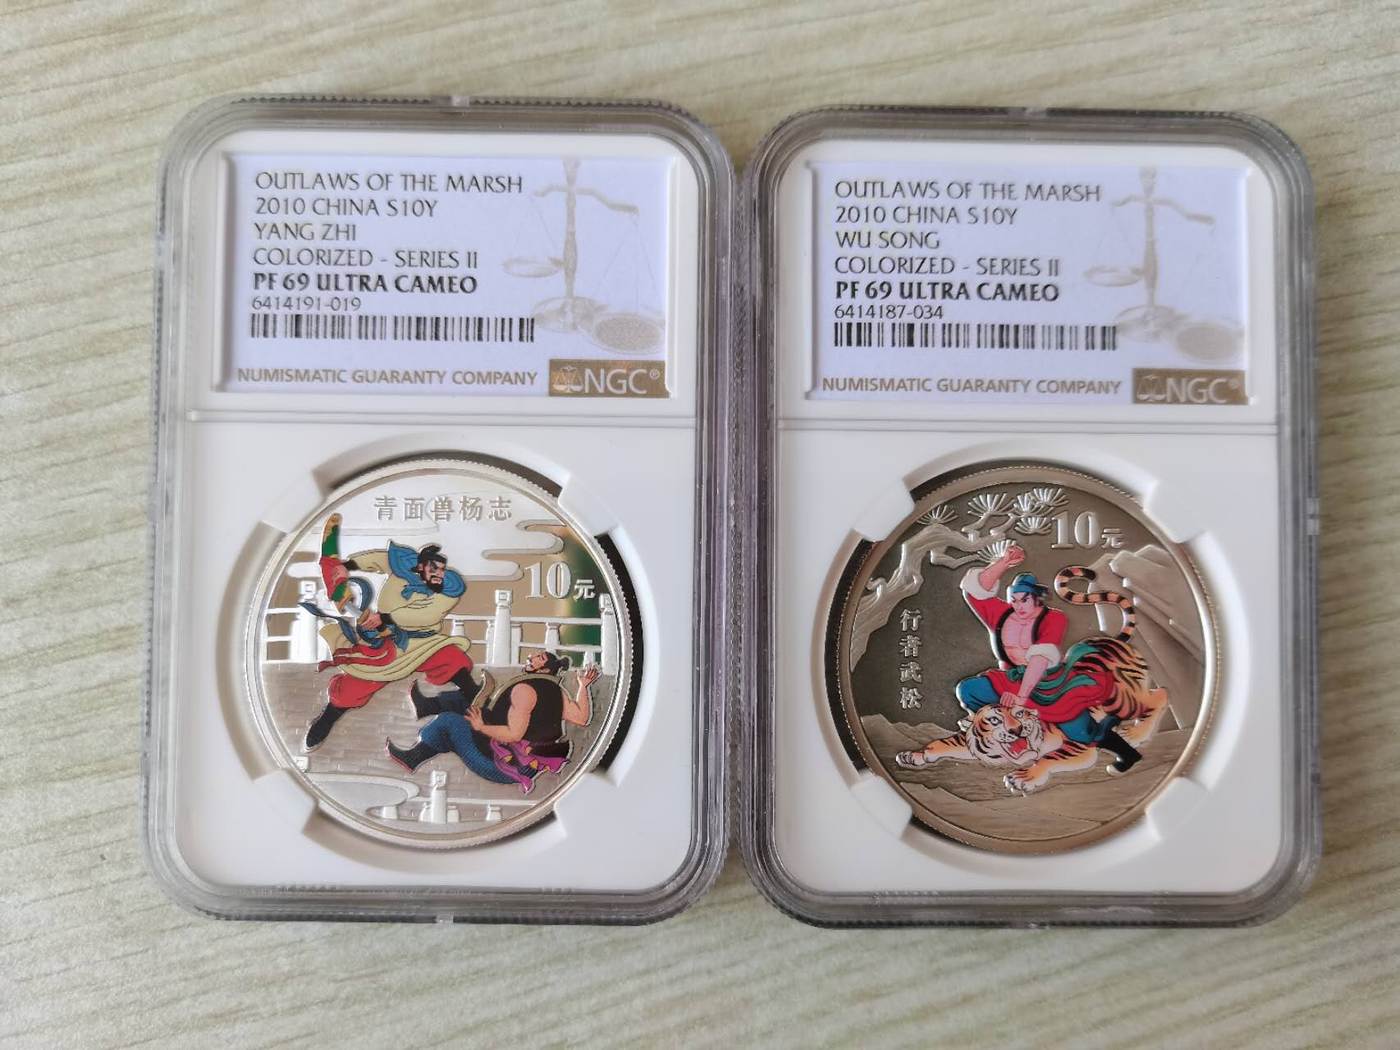 OUTLAWS OF THE MARSH
2010 CHINA S10Y
YANG ZHI
COLORIZED - SERIES II
PF 69 ULTRA CAMEO
6414191-019
NUMISMATIC GUARANTY COMPANY
NGC®
青面兽杨志
10元
OUTLAWS OF THE MARSH
2010 CHINA S10Y
WU SONG
COLORIZED - SERIES II
PF 69 ULTRA CAMEO
6414187-034
NUMISMATIC GUARANTY COMPANY
NGC®
10元
行者武松